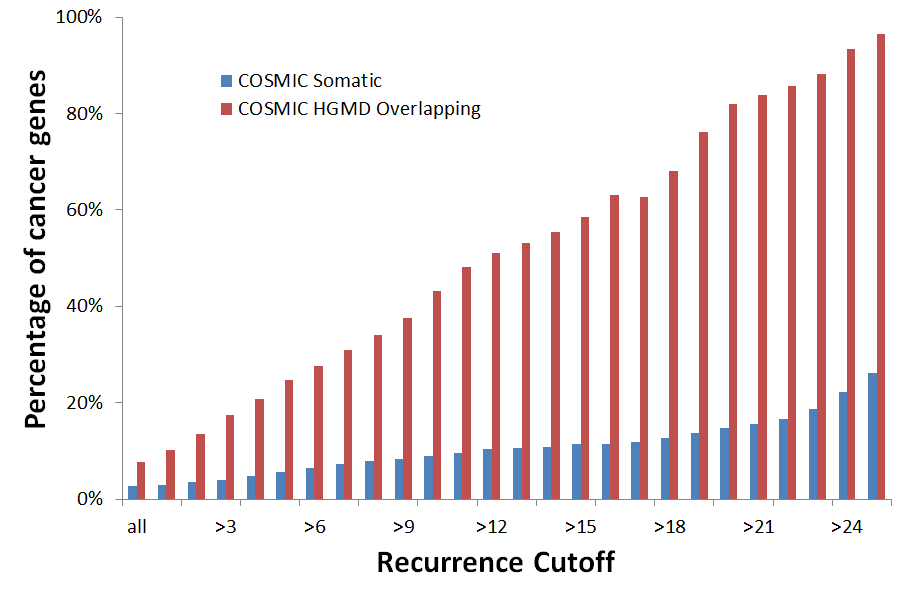 100%
80%
60%
40%
20%
0%
Percentage of cancer genes
COSMIC Somatic
COSMIC HGMD Overlapping
all >3 >6 >9 >12 >15 >18 >21 >24
Recurrence Cutoff